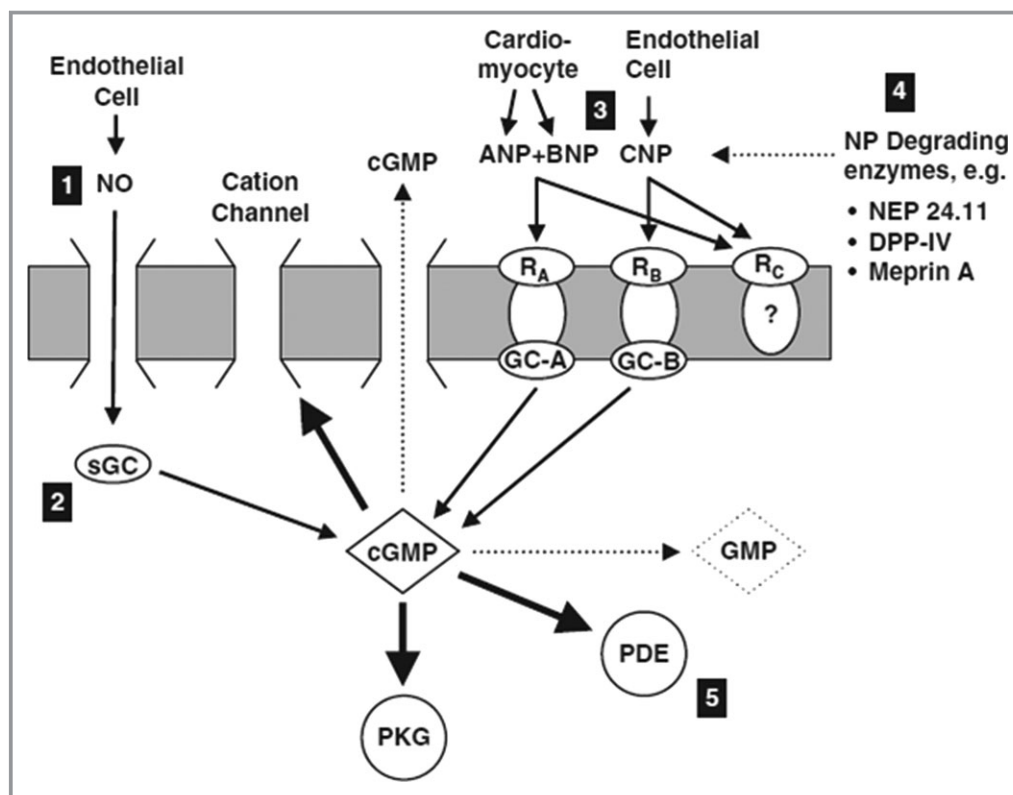 Endothelial
Cell
1
NO
Cation
Channel
cGMP
Cardio-
myocyte
3
Endothelial
Cell
ANP+BNP
CNP
4
NP Degrading
enzymes, e.g.
• NEP 24.11
• DPP-IV
• Meprin A
RA
RB
RC
?
GC-A
GC-B
sGC
2
cGMP
GMP
PDE
5
PKG